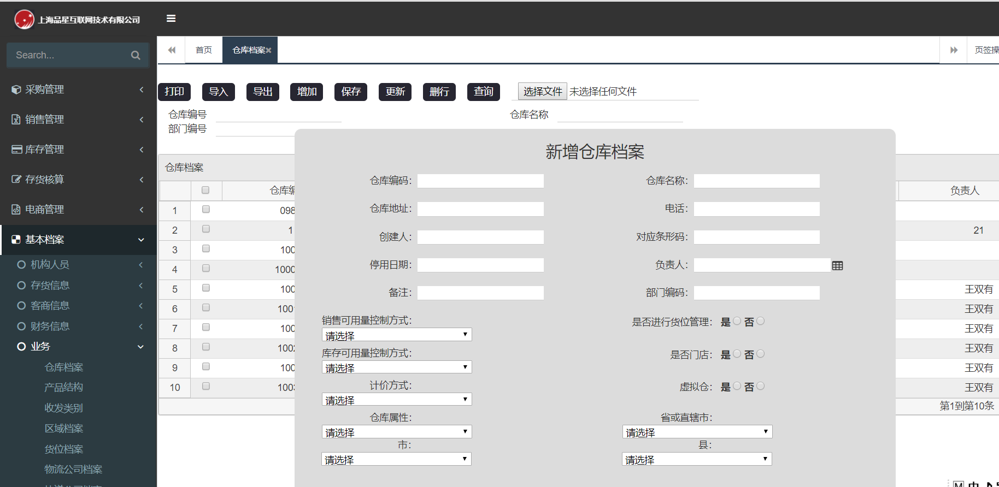 上海品星互联网技术有限公司
Search...
首页
仓库档案
页签操
采购管理
销售管理
库存管理
存货核算
电商管理
基本档案
机构人员
存货信息
客商信息
财务信息
业务
仓库档案
产品结构
收发类别
区域档案
货位档案
物流公司档案
打印 导入 导出 增加 保存 更新 删行 查询 选择文件 未选择任何文件
仓库编号 仓库名称
部门编号
仓库档案
仓库编 负责人
1 098
2 1 21
3 100
4 1000
5 100 王双有
6 100 王双有
7 100 王双有
8 1002 王双有
9 100 王双有
10 100 王双有
第1到第10条
新增仓库档案
仓库编码: 仓库名称:
仓库地址: 电话:
创建人: 对应条形码:
停用日期: 负责人:
备注: 部门编码:
销售可用量控制方式: 是否进行货位管理: 是 否
请选择
库存可用量控制方式: 是否门店: 是 否
请选择
计价方式: 虚拟仓: 是 否
请选择
仓库属性: 省或直辖市:
请选择 请选择
市: 县:
请选择 请选择